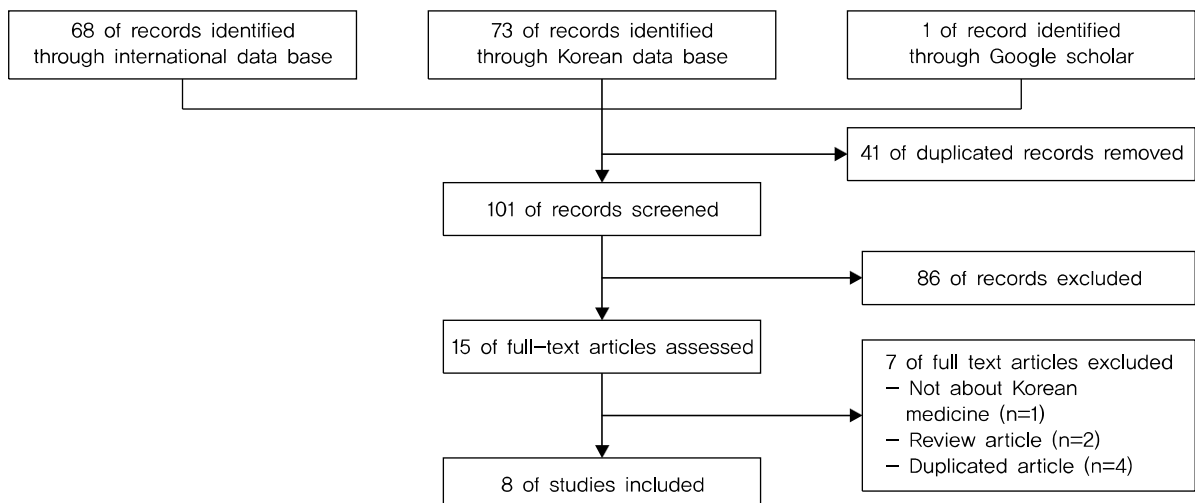 68 of records identified
through international data base
73 of records identified
through Korean data base
1 of record identified
through Google scholar
41 of duplicated records removed
101 of records screened
86 of records excluded
15 of full-text articles assessed
7 of full text articles excluded
– Not about Korean
medicine (n=1)
– Review article (n=2)
– Duplicated article (n=4)
8 of studies included